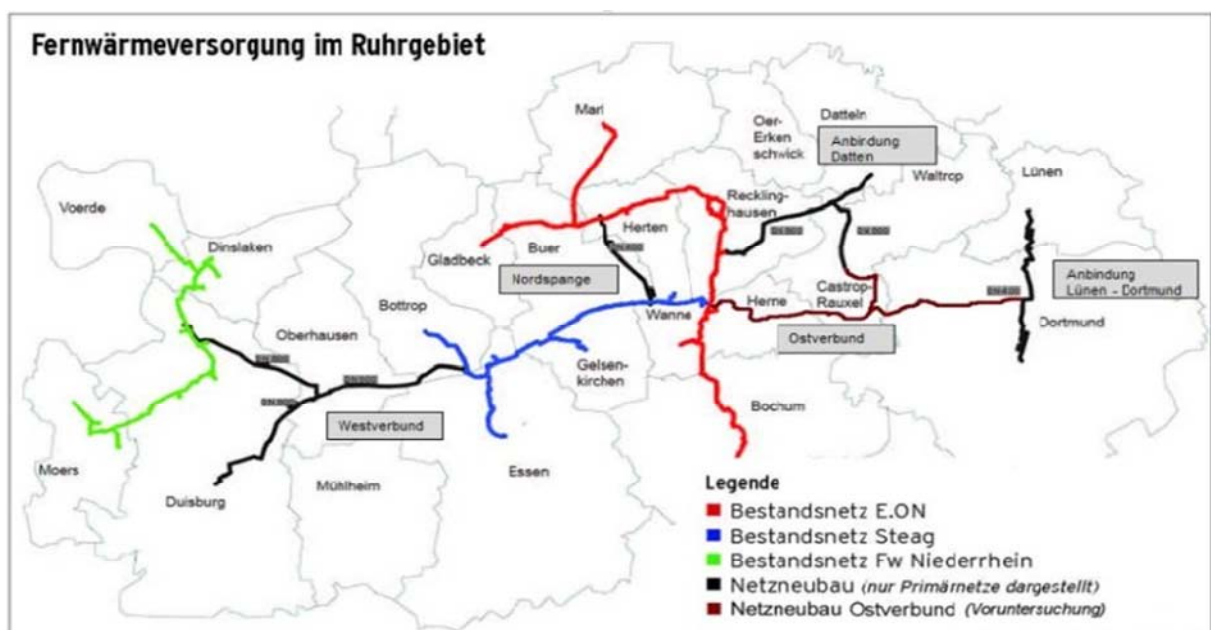 Fernwärmeversorgung im Ruhrgebiet
Marl
Oer-
Erken
schwick
Datteln
Anbindung
Datten
Waltrop
Lünen
Voerde
Dinslaken
Reckling-
hausen
Herten
Buer
Gladbeck
Nordspange
Bottrop
Oberhausen
Wanne
Herne
Castrop-
Rauxel
Anbindung
Lünen - Dortmund
Dortmund
Ostverbund
Gelsen-
kirchen
Westverbund
Bochum
Moers
Duisburg
Mühlheim
Essen
Legende
Bestandsnetz E.ON
Bestandsnetz Steag
Bestandsnetz Fw Niederrhein
Netzneubau (nur Primärnetze dargestellt)
Netzneubau Ostverbund (Voruntersuchung)